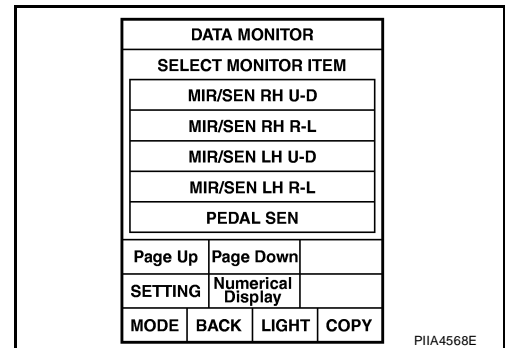 DATA MONITOR
SELECT MONITOR ITEM
MIR/SEN RH U-D
MIR/SEN RH R-L
MIR/SEN LH U-D
MIR/SEN LH R-L
PEDAL SEN
Page Up Page Down
SETTING Numerical
Display
MODE BACK LIGHT COPY
PIIA4568E